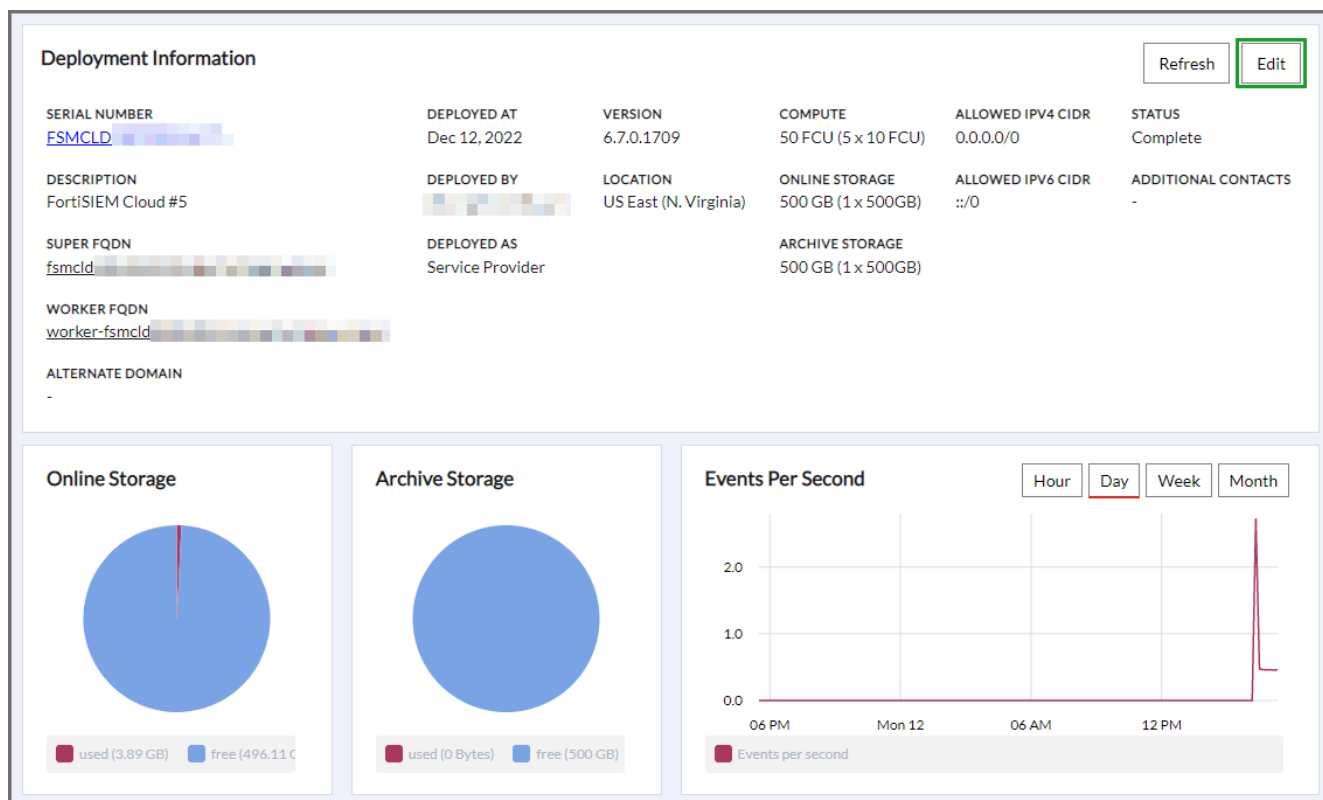 Deployment Information
Refresh
Edit
SERIAL NUMBER
FSMCLD
DEPLOYED AT
Dec 12, 2022
VERSION
6.7.0.1709
COMPUTE
50 FCU (5 x 10 FCU)
ALLOWED IPV4 CIDR
0.0.0.0/0
STATUS
Complete
DESCRIPTION
FortiSIEM Cloud #5
DEPLOYED BY
LOCATION
US East (N. Virginia)
ONLINE STORAGE
500 GB (1 x 500GB)
ALLOWED IPV6 CIDR
::/0
ADDITIONAL CONTACTS
-
SUPER FQDN
fsmcld
DEPLOYED AS
Service Provider
ARCHIVE STORAGE
500 GB (1 x 500GB)
WORKER FQDN
worker-fsmcld
ALTERNATE DOMAIN
-
Online Storage
used (3.89 GB)
free (496.11 G
Archive Storage
used (0 Bytes)
free (500 GB)
Events Per Second
Hour
Day
Week
Month
2.0
1.0
0.0
06 PM
Mon 12
06 AM
12 PM
Events per second